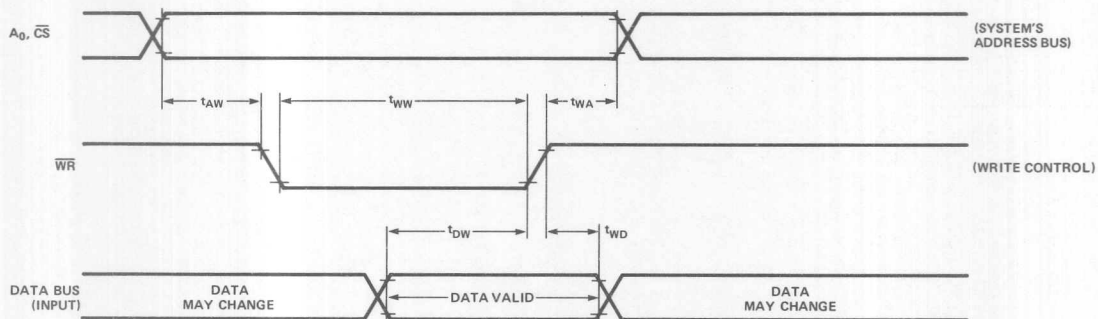 A0, CS
(SYSTEM'S
ADDRESS BUS)
tAW
tWW
tWA
WR
(WRITE CONTROL)
tDW
tWD
DATA BUS
(INPUT)
DATA
MAY CHANGE
DATA VALID
DATA
MAY CHANGE